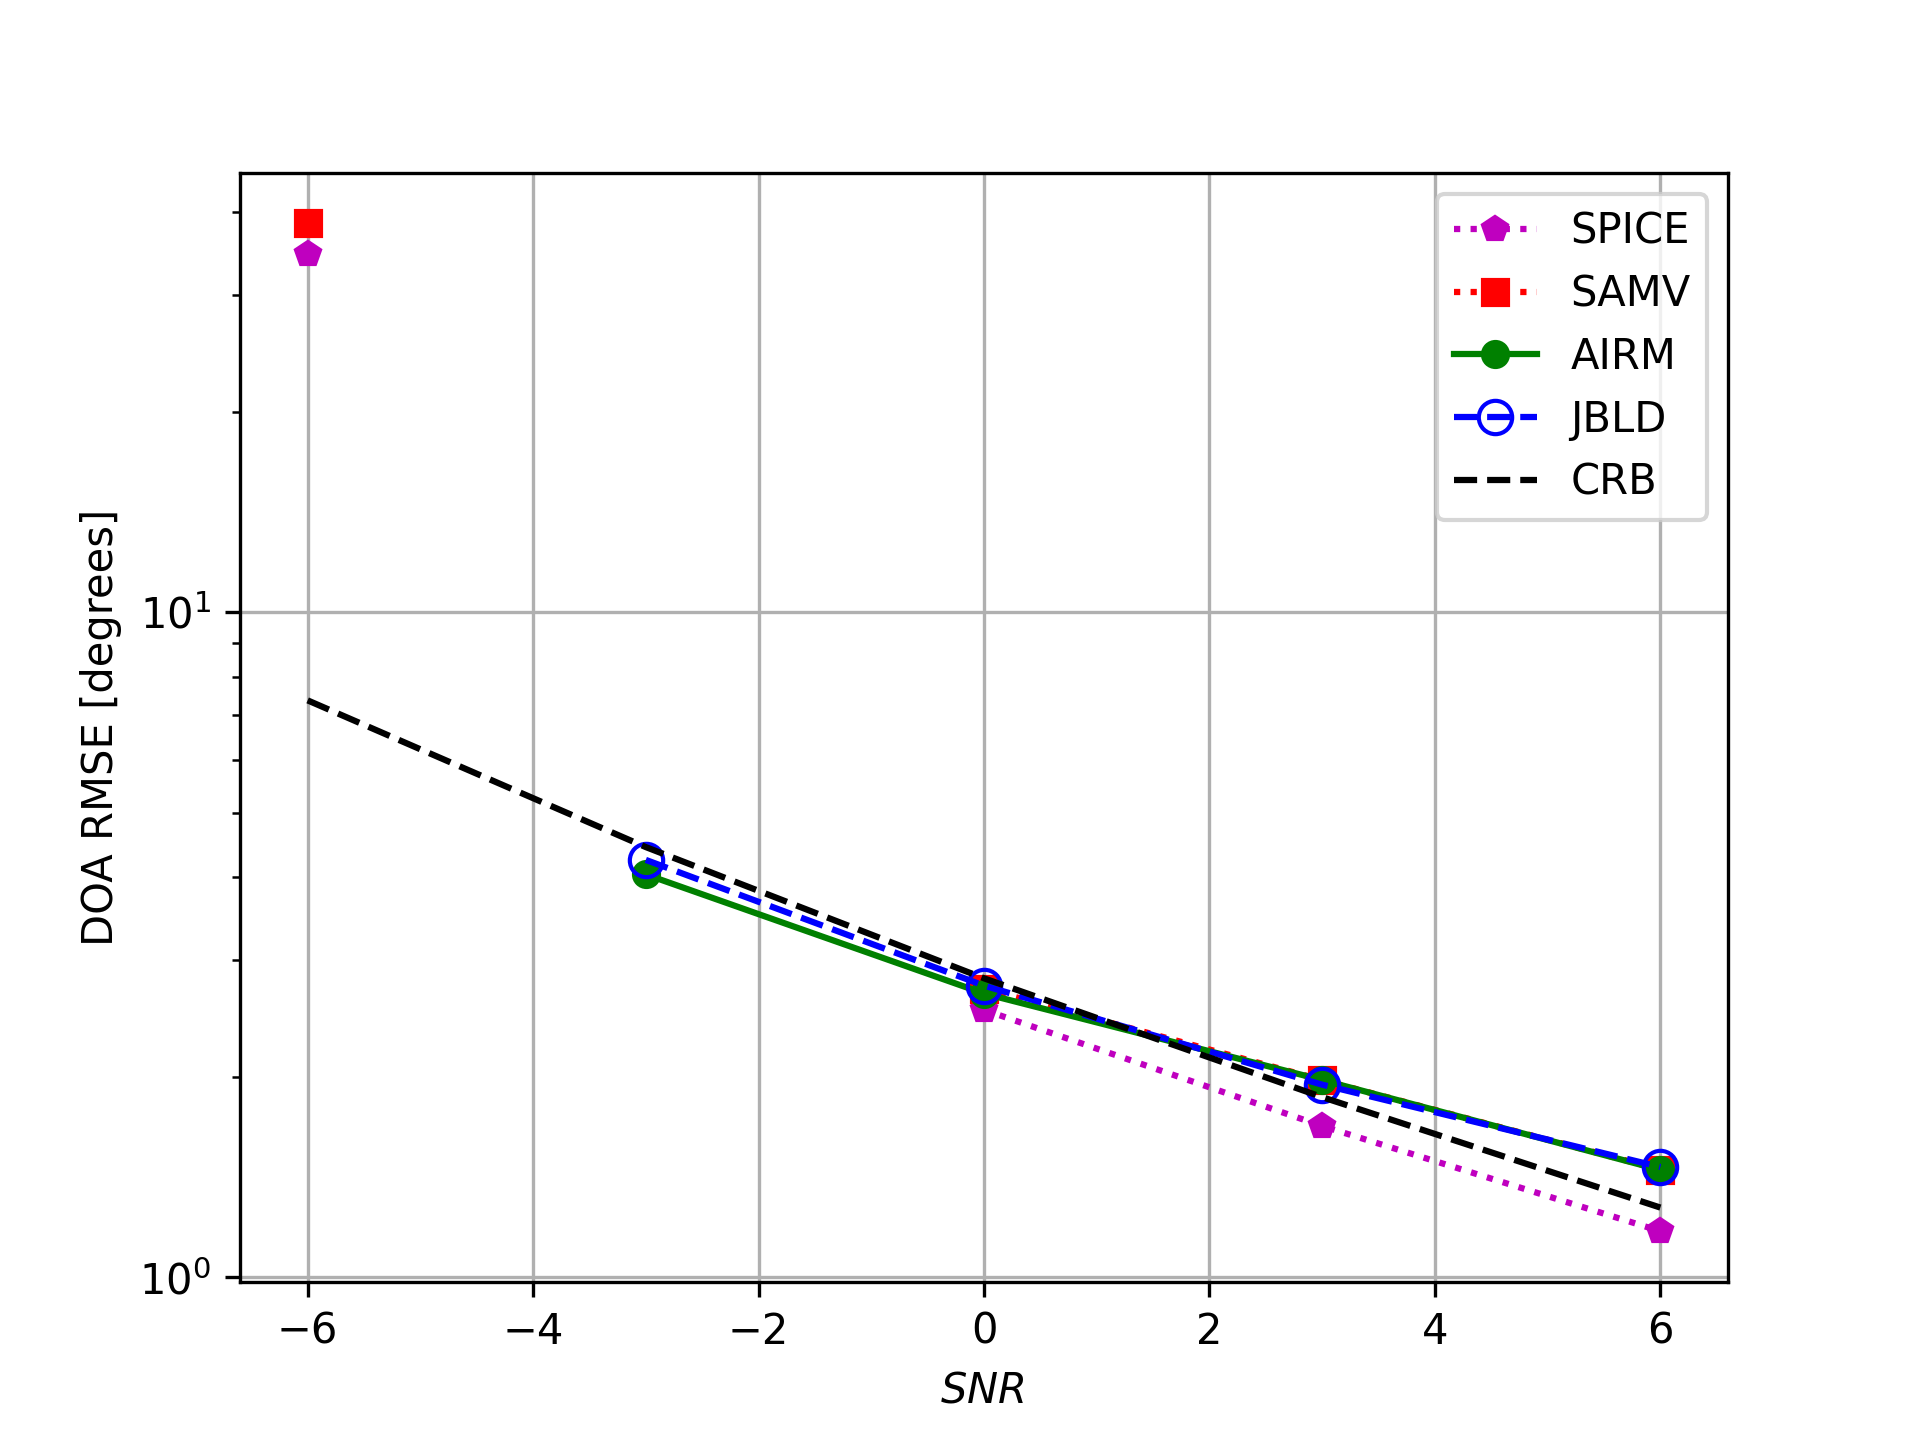 SPICE
SAMV
AIRM
JBLD
CRB
DOA RMSE [degrees]
10¹
10⁰
−6 −4 −2 0 2 4 6
SNR